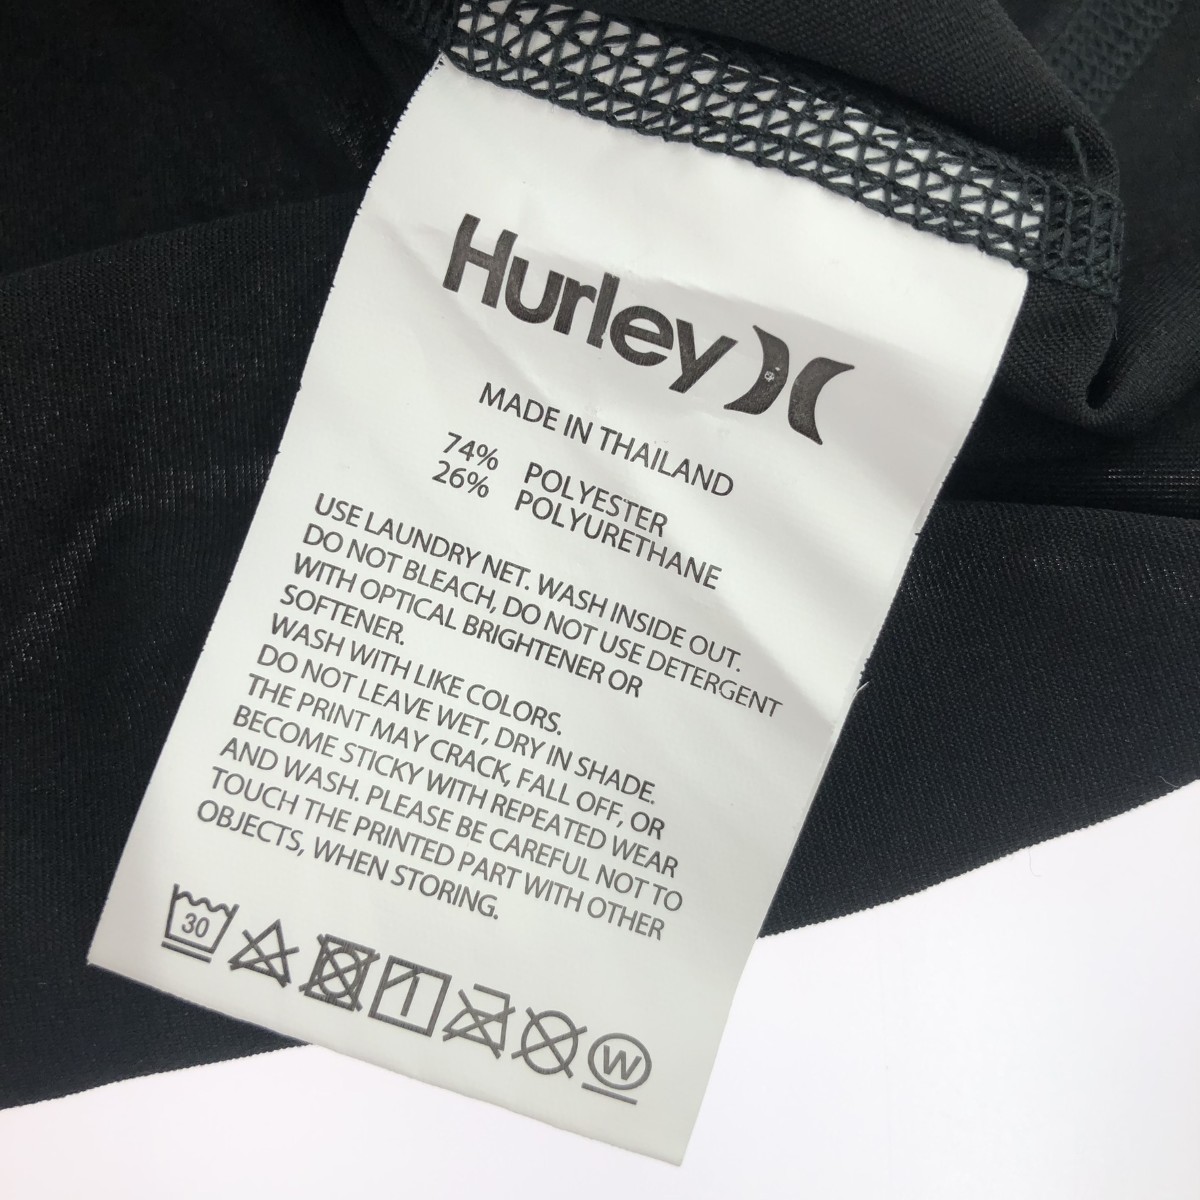 Hurley
MADE IN THAILAND
74% POLYESTER
26% POLYURETHANE
USE LAUNDRY NET. WASH INSIDE OUT.
DO NOT BLEACH, DO NOT USE DETERGENT
WITH OPTICAL BRIGHTENER OR
SOFTENER.
WASH WITH LIKE COLORS.
DO NOT LEAVE WET, DRY IN SHADE.
THE PRINT MAY CRACK, FALL OFF, OR
BECOME STICKY WITH REPEATED WEAR
AND WASH. PLEASE BE CAREFUL NOT TO
TOUCH THE PRINTED PART WITH OTHER
OBJECTS, WHEN STORING.
30 W